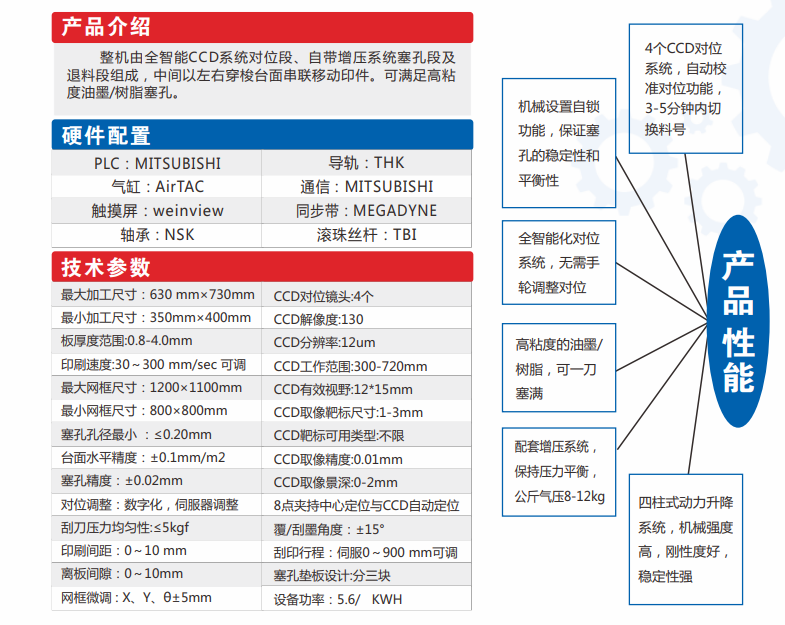 产品介绍
整机由全智能CCD系统对位段、自带增压系统塞孔段及
退料段组成，中间以左右穿梭台面串联移动印件。可满足高粘
度油墨/树脂塞孔。
硬件配置
PLC：MITSUBISHI
导轨：THK
气缸：AirTAC
通信：MITSUBISHI
触摸屏：weinview
同步带：MEGADYNE
轴承：NSK
滚珠丝杆：TBI
技术参数
最大加工尺寸：630 mm×730mm
CCD对位镜头:4个
最小加工尺寸：350mm×400mm
CCD解像度:130
板厚度范围:0.8-4.0mm
CCD分辨率:12um
印刷速度:30～300 mm/sec 可调
CCD工作范围:300-720mm
最大网框尺寸：1200×1100mm
CCD有效视野:12*15mm
最小网框尺寸：800×800mm
CCD取像靶标尺寸:1-3mm
塞孔孔径最小 ：≤0.20mm
CCD靶标可用类型:不限
台面水平精度：±0.1mm/m2
CCD取像精度:0.01mm
塞孔精度：±0.02mm
CCD取像景深:0-2mm
对位调整：数字化，伺服器调整
8点夹持中心定位与CCD自动定位
刮刀压力均匀性:≤5kgf
覆/刮墨角度：±15°
印刷间距：0～10 mm
刮印行程：伺服0～900 mm可调
离板间隙：0～10mm
塞孔垫板设计:分三块
网框微调：X、Y、θ±5mm
设备功率：5.6/ KWH
4个CCD对位
系统，自动校
准对位功能，
3-5分钟内切
换料号
机械设置自锁
功能，保证塞
孔的稳定性和
平衡性
全智能化对位
系统，无需手
轮调整对位
高粘度的油墨/
树脂，可一刀
塞满
配套增压系统，
保持压力平衡，
公斤气压8-12kg
四柱式动力升降
系统，机械强度
高，刚性度好，
稳定性强
产品性能